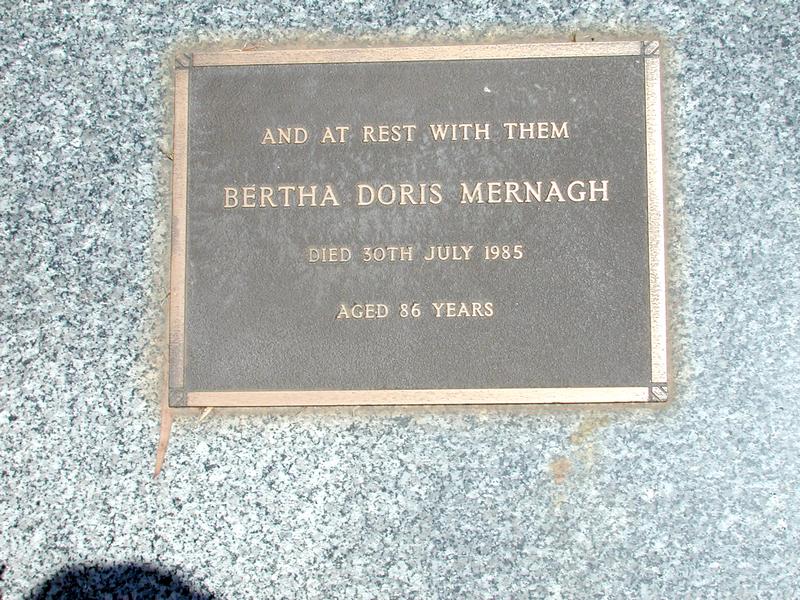 AND AT REST WITH THEM
BERTHA DORIS MERNAGH
DIED 30TH JULY 1985
AGED 86 YEARS